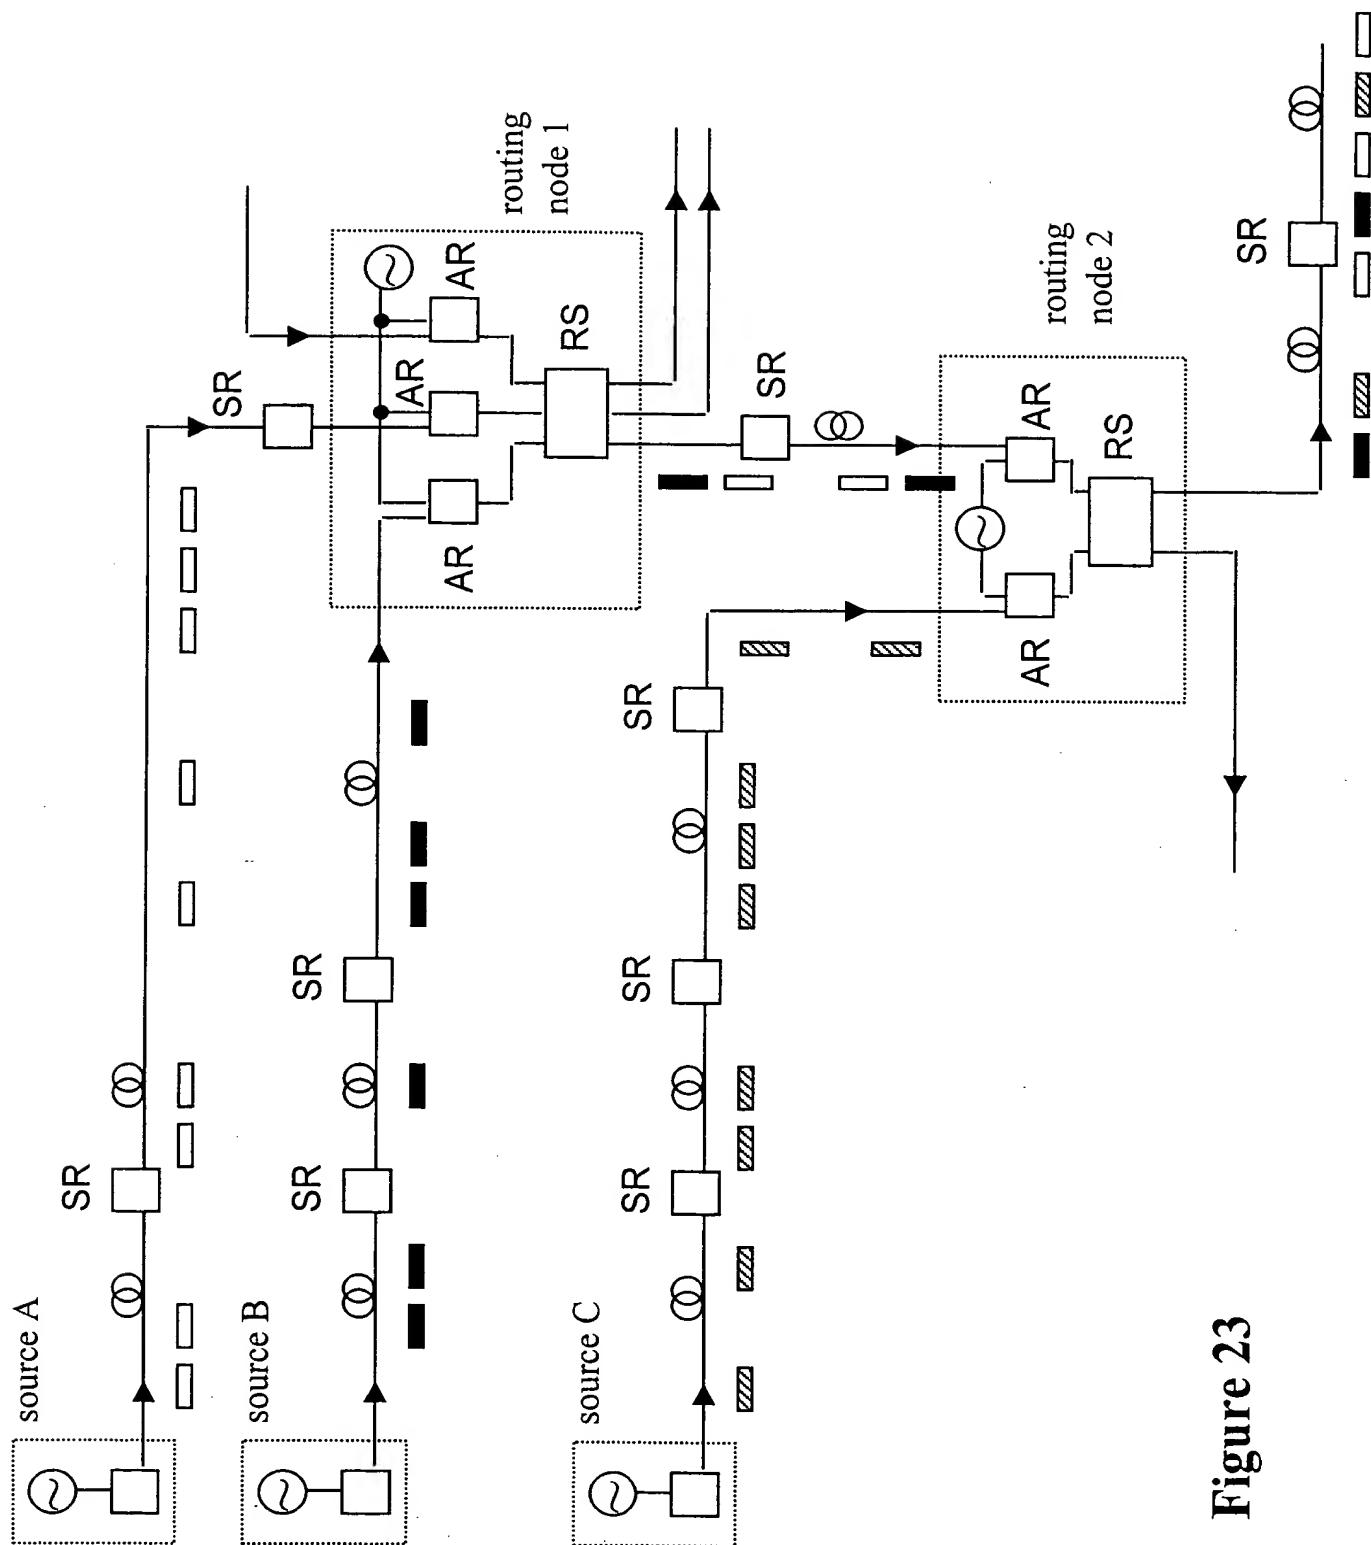 source A
SR
SR
source B
SR
SR
AR
AR
AR
RS
routing
node 1
source C
SR
SR
SR
SR
AR
AR
RS
routing
node 2
SR
Figure 23